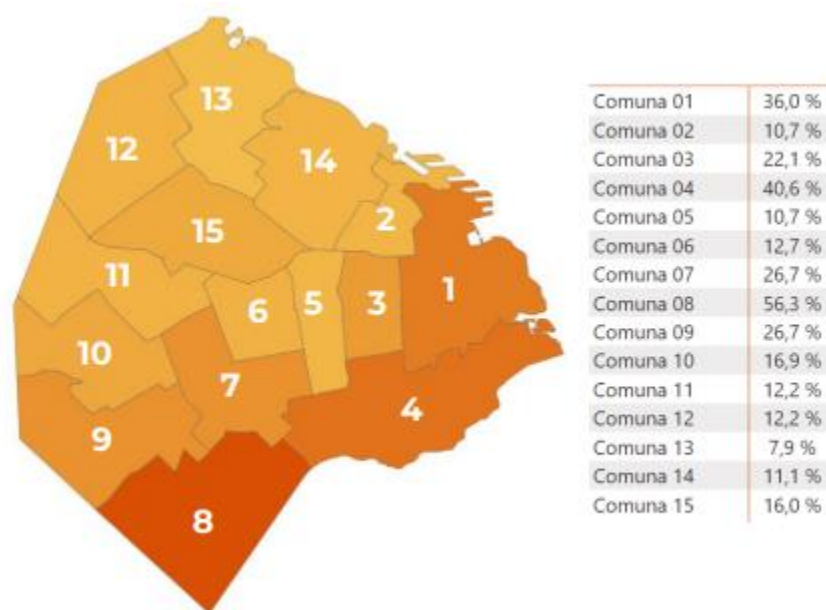 13
12
14
2
15
11
1
6
5
3
10
7
4
9
8
Comuna 01 36,0 %
Comuna 02 10,7 %
Comuna 03 22,1 %
Comuna 04 40,6 %
Comuna 05 10,7 %
Comuna 06 12,7 %
Comuna 07 26,7 %
Comuna 08 56,3 %
Comuna 09 26,7 %
Comuna 10 16,9 %
Comuna 11 12,2 %
Comuna 12 12,2 %
Comuna 13 7,9 %
Comuna 14 11,1 %
Comuna 15 16,0 %